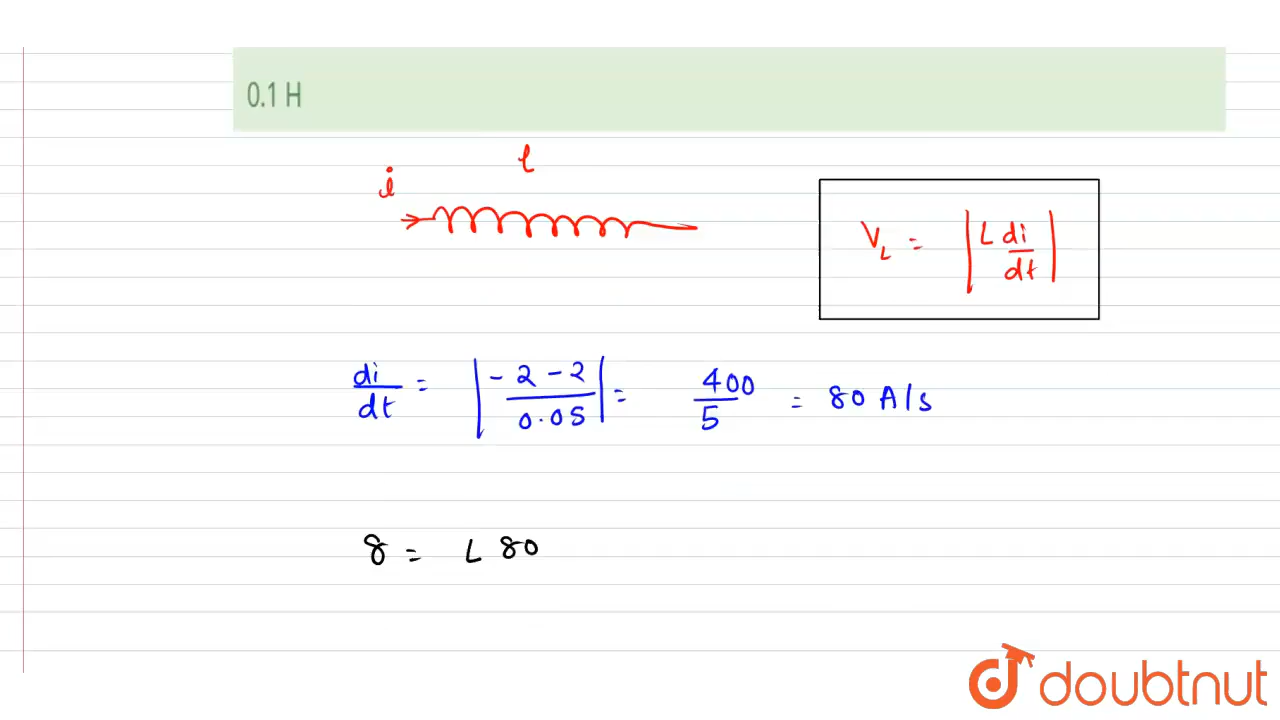 0.1 H
l
i
V_L = |L di/dt|
di/dt = |-2-2/0.05| = 400/5 = 80 A/s
8 = L 80
doubtnut